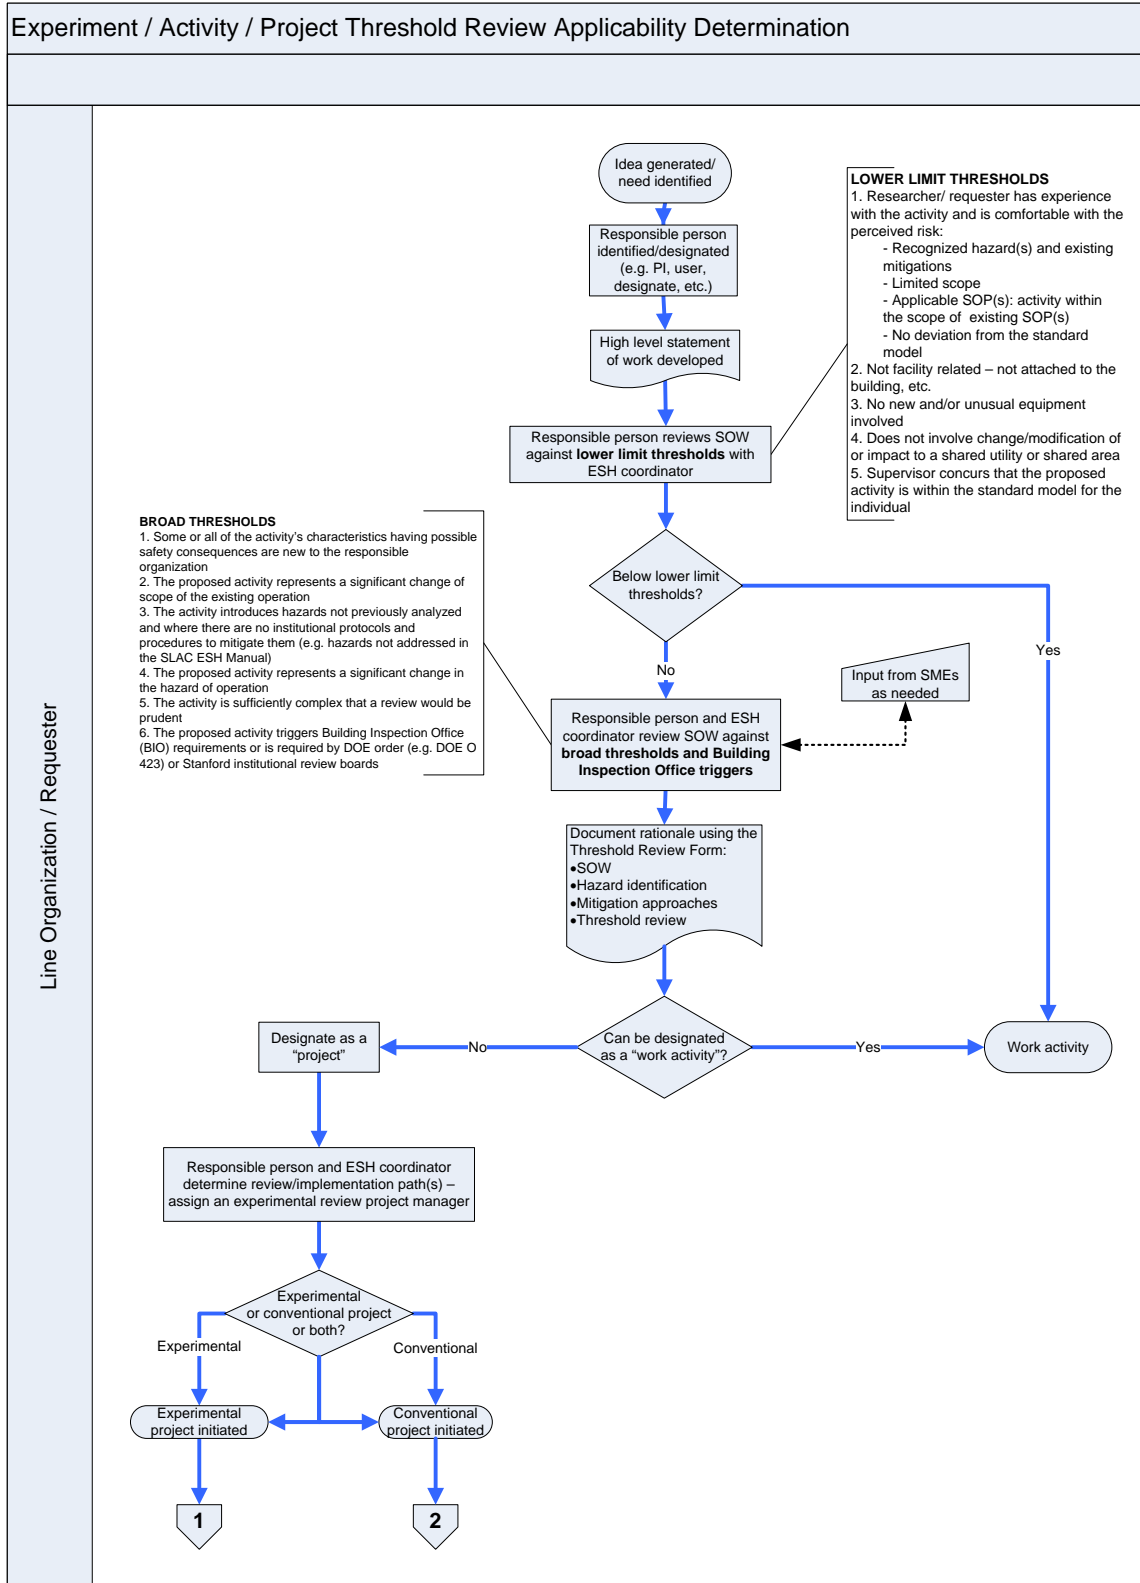 Experiment / Activity / Project Threshold Review Applicability Determination
Line Organization / Requester
Idea generated/
need identified
Responsible person
identified/designated
(e.g. PI, user,
designate, etc.)
High level statement
of work developed
Responsible person reviews SOW
against lower limit thresholds with
ESH coordinator
LOWER LIMIT THRESHOLDS
1. Researcher/ requester has experience
with the activity and is comfortable with the
perceived risk:
- Recognized hazard(s) and existing
mitigations
- Limited scope
- Applicable SOP(s): activity within
the scope of existing SOP(s)
- No deviation from the standard
model
2. Not facility related – not attached to the
building, etc.
3. No new and/or unusual equipment
involved
4. Does not involve change/modification of
or impact to a shared utility or shared area
5. Supervisor concurs that the proposed
activity is within the standard model for the
individual
BROAD THRESHOLDS
1. Some or all of the activity's characteristics having possible
safety consequences are new to the responsible
organization
2. The proposed activity represents a significant change of
scope of the existing operation
3. The activity introduces hazards not previously analyzed
and where there are no institutional protocols and
procedures to mitigate them (e.g. hazards not addressed in
the SLAC ESH Manual)
4. The proposed activity represents a significant change in
the hazard of operation
5. The activity is sufficiently complex that a review would be
prudent
6. The proposed activity triggers Building Inspection Office
(BIO) requirements or is required by DOE order (e.g. DOE O
423) or Stanford institutional review boards
Below lower limit
thresholds?
Yes
No
Input from SMEs
as needed
Responsible person and ESH
coordinator review SOW against
broad thresholds and Building
Inspection Office triggers
Document rationale using the
Threshold Review Form:
•SOW
•Hazard identification
•Mitigation approaches
•Threshold review
Can be designated
as a “work activity”?
No
Yes
Designate as a
“project”
Work activity
Responsible person and ESH coordinator
determine review/implementation path(s) –
assign an experimental review project manager
Experimental
or conventional project
or both?
Experimental
Conventional
Experimental
project initiated
Conventional
project initiated
1
2